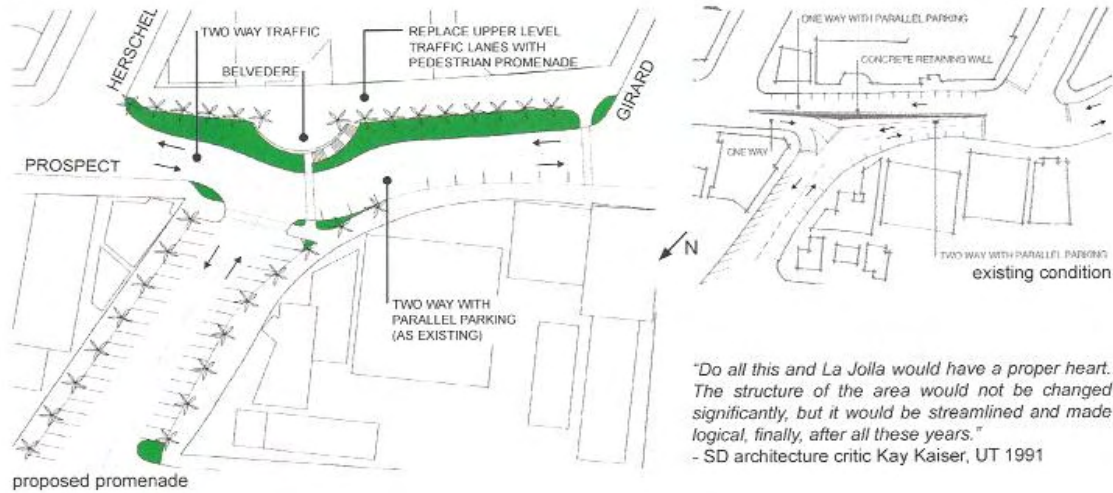 HERSCHEL
TWO WAY TRAFFIC
BELVEDERE
REPLACE UPPER LEVEL
TRAFFIC LANES WITH
PEDESTRIAN PROMENADE
GIRARD
PROSPECT
N
TWO WAY WITH
PARALLEL PARKING
(AS EXISTING)
proposed promenade
ONE WAY WITH PARALLEL PARKING
CONCRETE RETAINING WALL
ONE WAY
TWO WAY WITH PARALLEL PARKING
existing condition
"Do all this and La Jolla would have a proper heart.
The structure of the area would not be changed
significantly, but it would be streamlined and made
logical, finally, after all these years."
- SD architecture critic Kay Kaiser, UT 1991